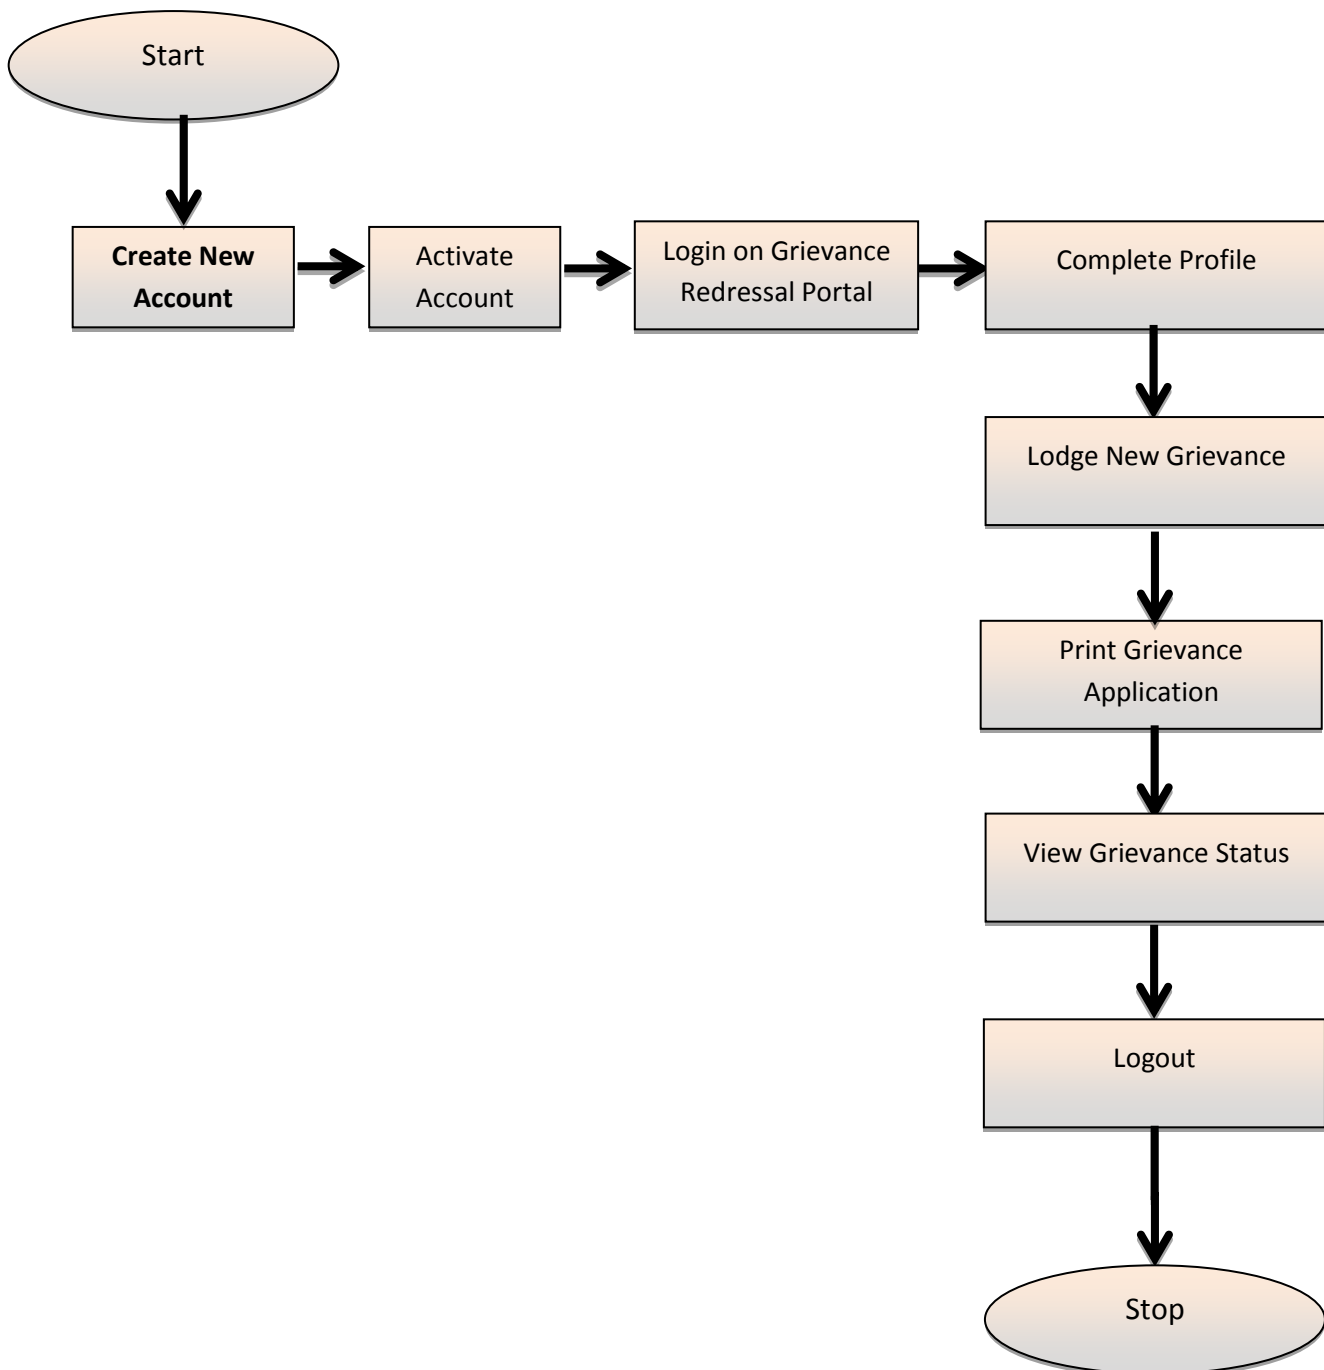 Start
Create New
Account
Activate
Account
Login on Grievance
Redressal Portal
Complete Profile
Lodge New Grievance
Print Grievance
Application
View Grievance Status
Logout
Stop